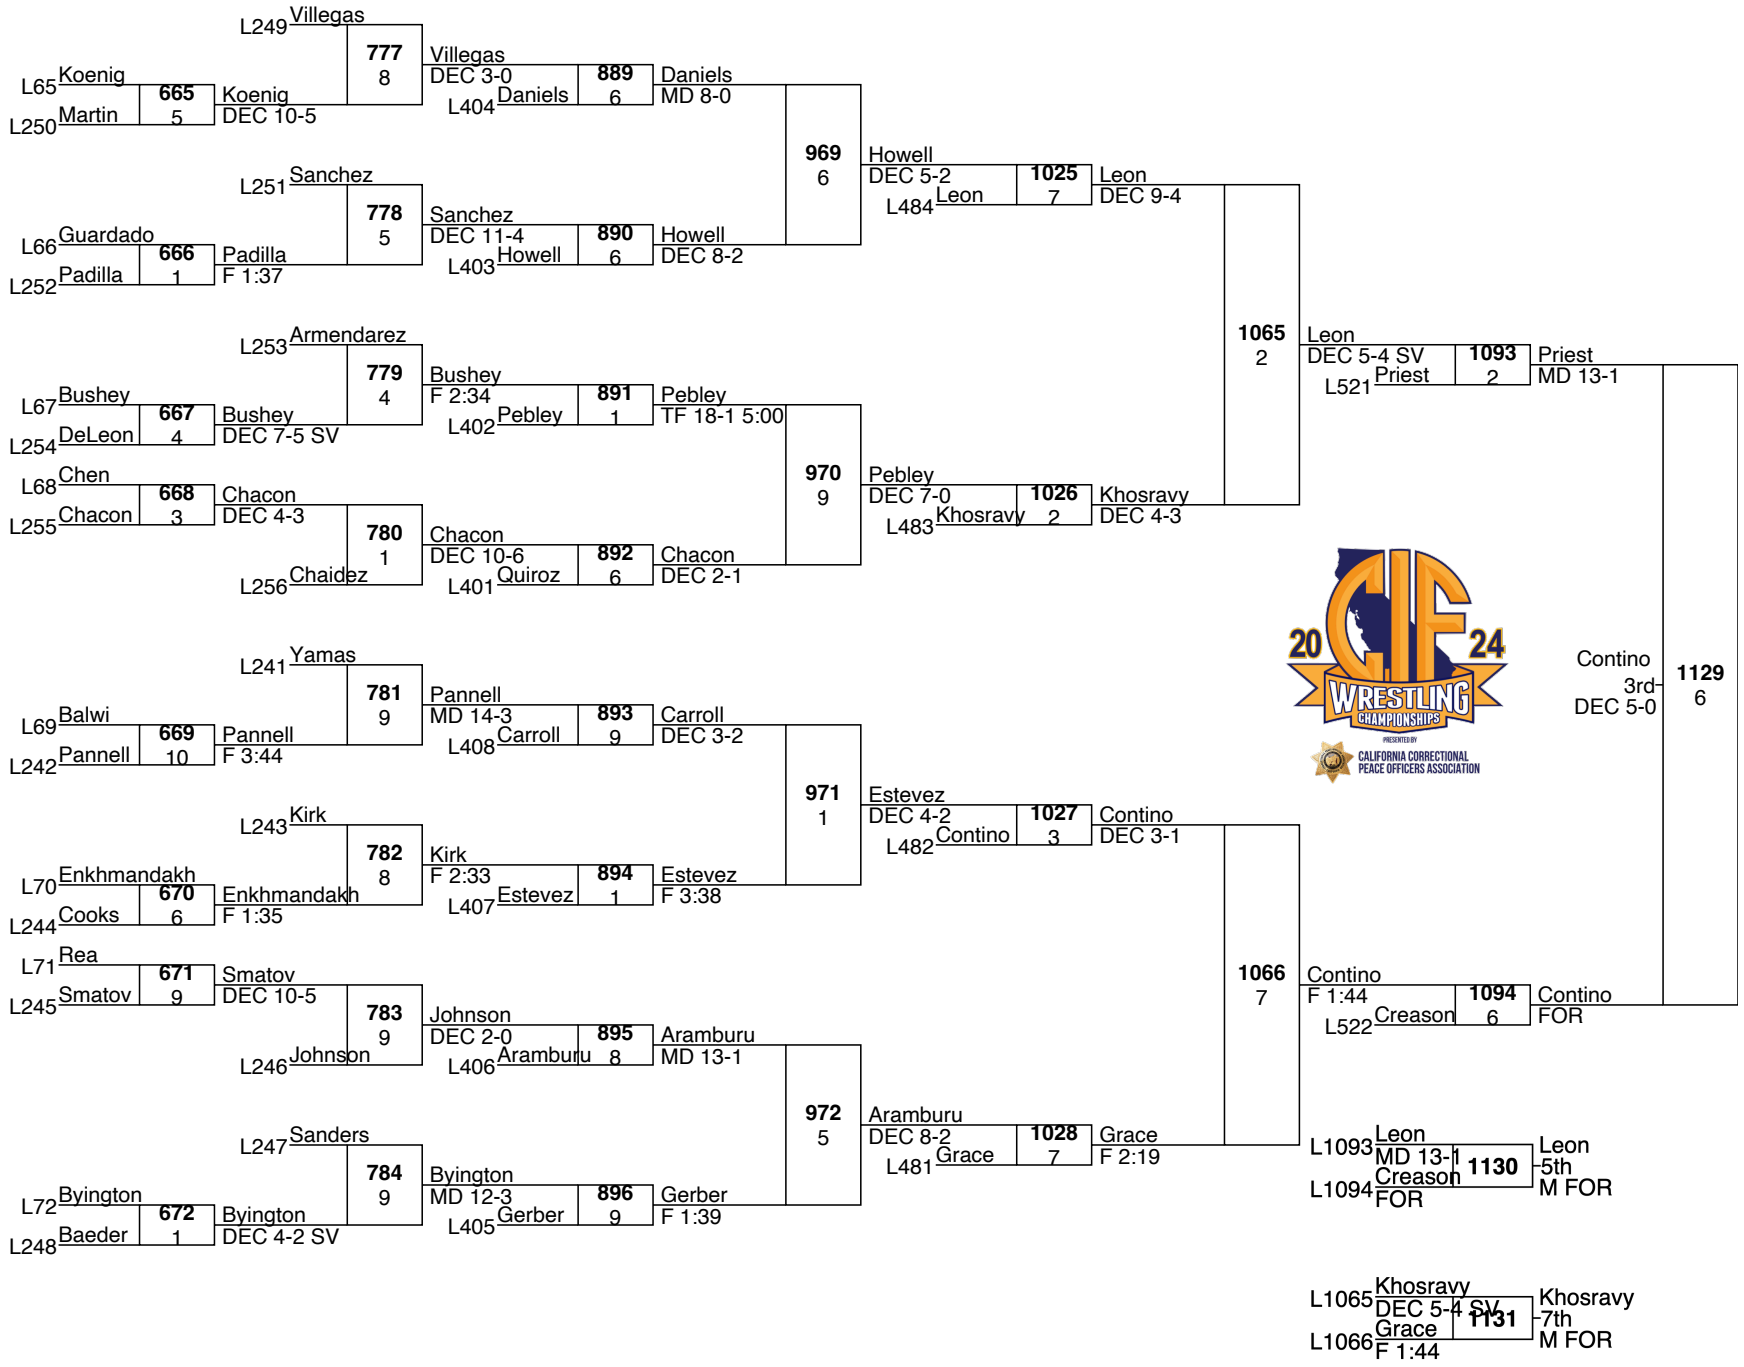 L249 Villegas
777
8
Villegas
DEC 3-0
L65 Koenig
665
5
L250 Martin
Koenig
DEC 10-5
L404 Daniels
889
6
Daniels
MD 8-0
L251 Sanchez
778
5
Sanchez
DEC 11-4
L66 Guardado
666
1
L252 Padilla
Padilla
F 1:37
L403 Howell
890
6
Howell
DEC 8-2
969
6
Howell
DEC 5-2
L484 Leon
1025
7
Leon
DEC 9-4
L253 Armendarez
779
4
Bushey
F 2:34
L67 Bushey
667
4
L254 DeLeon
Bushey
DEC 7-5 SV
L402 Pebley
891
1
Pebley
TF 18-1 5:00
L68 Chen
668
3
L255 Chacon
Chacon
DEC 4-3
780
1
L256 Chaidez
Chacon
DEC 10-6
L401 Quiroz
892
6
Chacon
DEC 2-1
970
9
Pebley
DEC 7-0
L483 Khosravy
1026
2
Khosravy
DEC 4-3
1065
2
Leon
DEC 5-4 SV
L521 Priest
1093
2
Priest
MD 13-1
L241 Yamas
781
9
Pannell
MD 14-3
L69 Balwi
669
10
L242 Pannell
Pannell
F 3:44
L408 Carroll
893
9
Carroll
DEC 3-2
L243 Kirk
782
8
Kirk
F 2:33
L70 Enkhmandakh
670
6
L244 Cooks
Enkhmandakh
F 1:35
L407 Estevez
894
1
Estevez
F 3:38
971
1
Estevez
DEC 4-2
L482 Contino
1027
3
Contino
DEC 3-1
L71 Rea
671
9
L245 Smatov
Smatov
DEC 10-5
783
9
L246 Johnson
Johnson
DEC 2-0
L406 Aramburu
895
8
Aramburu
MD 13-1
L247 Sanders
784
9
Byington
MD 12-3
L72 Byington
672
1
L248 Baeder
Byington
DEC 4-2 SV
L405 Gerber
896
9
Gerber
F 1:39
972
5
Aramburu
DEC 8-2
L481 Grace
1028
7
Grace
F 2:19
1066
7
Contino
F 1:44
L522 Creason
1094
6
Contino
FOR
20 CIF 24
WRESTLING
CHAMPIONSHIPS
PRESENTED BY
CALIFORNIA CORRECTIONAL
PEACE OFFICERS ASSOCIATION
Contino
3rd
DEC 5-0
1129
6
L1093 Leon
MD 13-1
L1094 Creason
FOR
1130
Leon
5th
M FOR
L1065 Khosravy
DEC 5-4 SV
L1066 Grace
F 1:44
1131
Khosravy
7th
M FOR